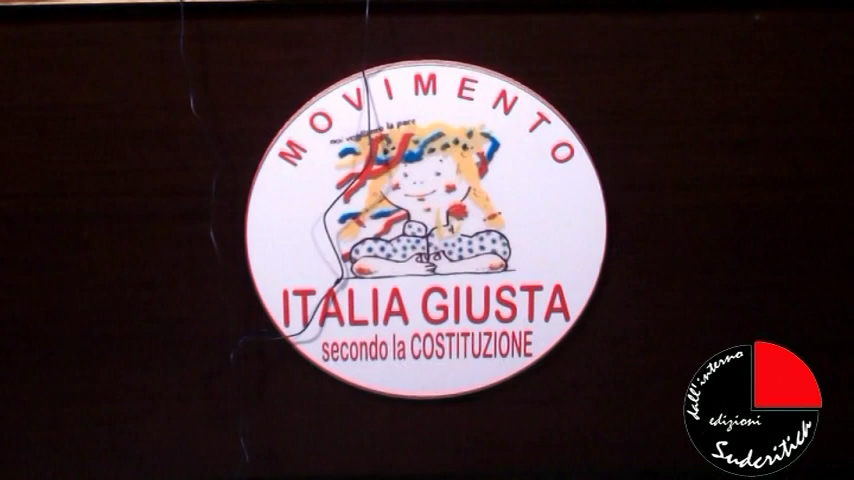 MOVIMENTO
noi vogliamo la pace
ITALIA GIUSTA
secondo la COSTITUZIONE
dall'interno
edizioni
Sudcritica